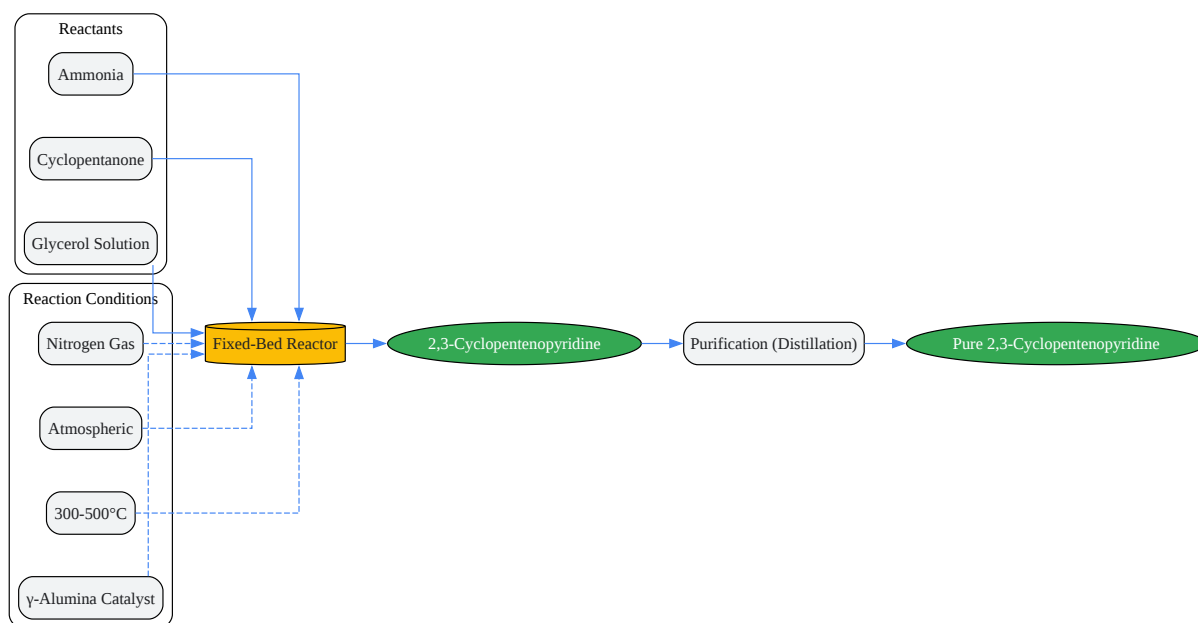 Reactants
Ammonia
Cyclopentanone
Glycerol Solution
Reaction Conditions
Nitrogen Gas
Atmospheric
300-500°C
γ-Alumina Catalyst
Fixed-Bed Reactor
2,3-Cyclopentenopyridine
Purification (Distillation)
Pure 2,3-Cyclopentenopyridine